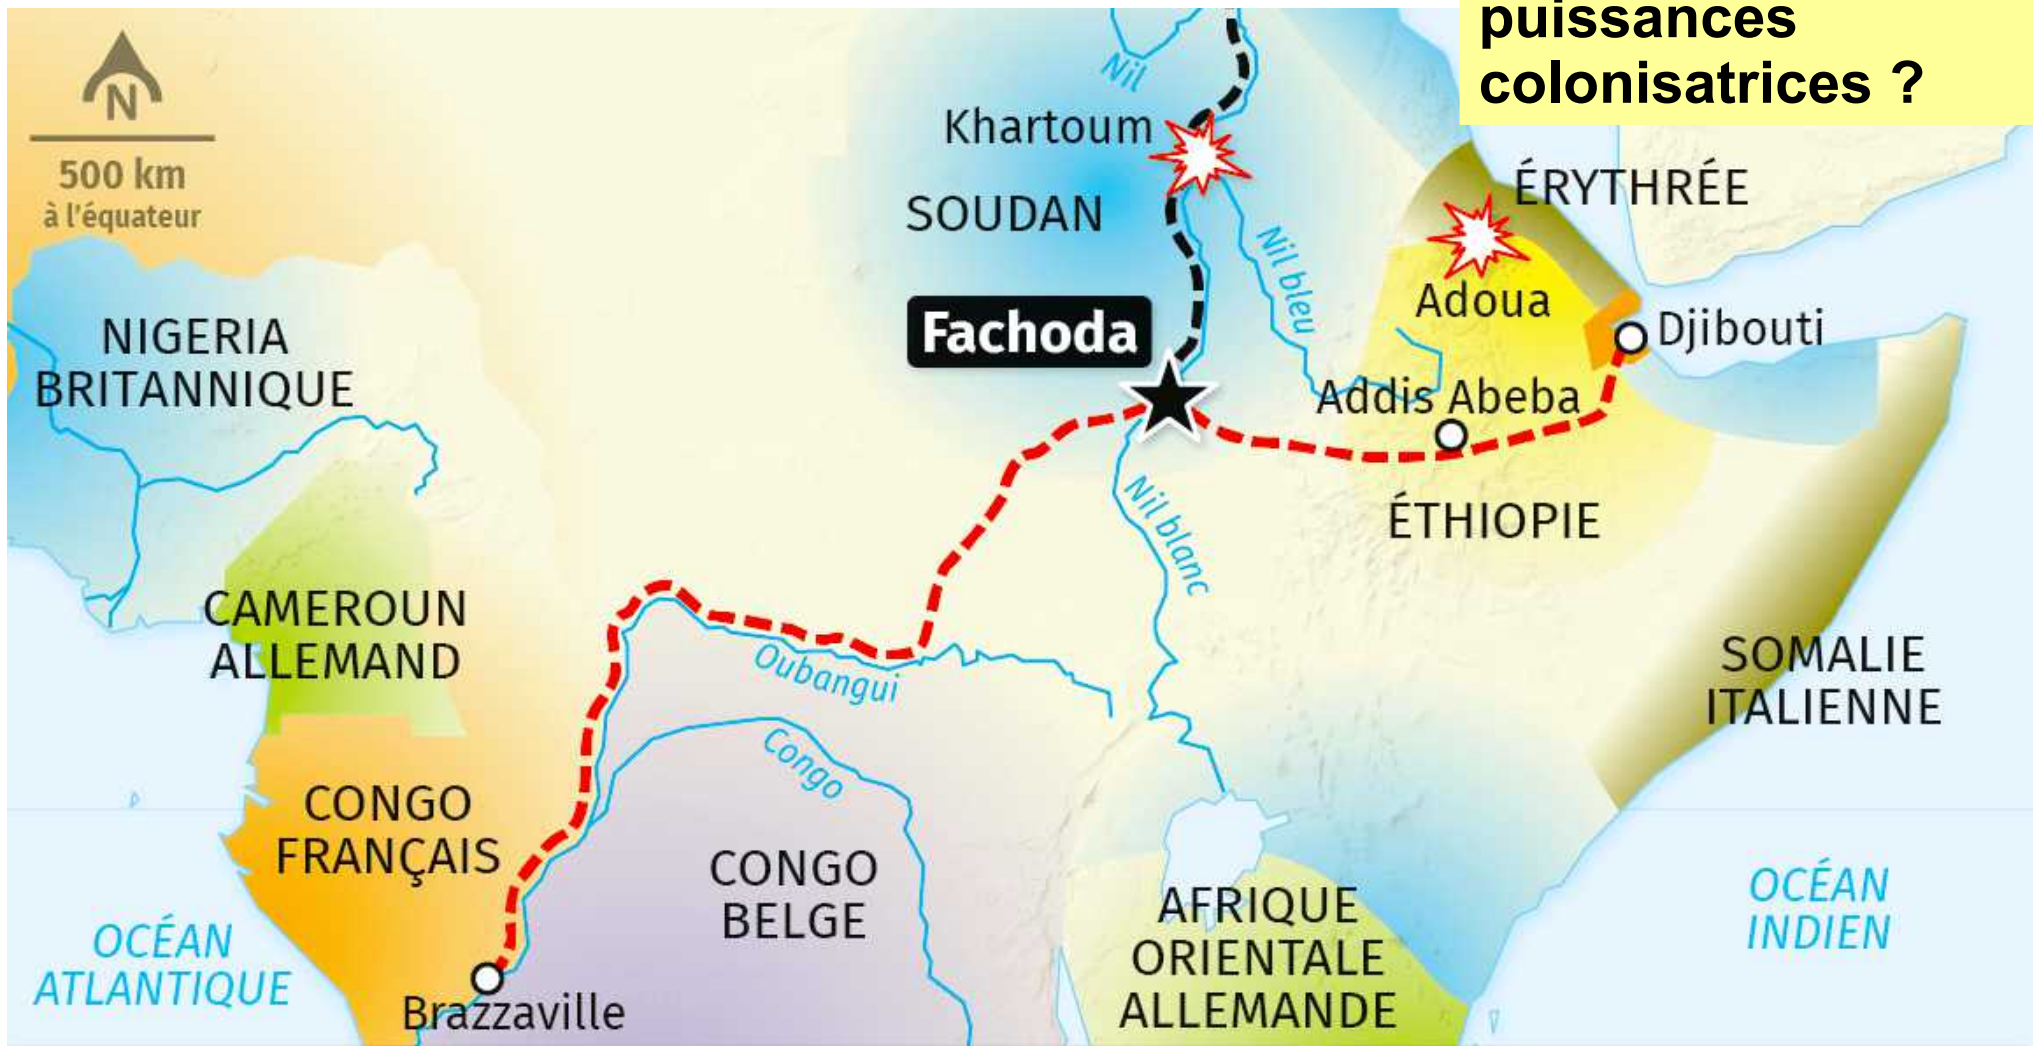 puissances
colonisatrices ?
N
500 km
à l'équateur
Nil
Khartoum
SOUDAN
ÉRYTHRÉE
Nil bleu
Adoua
Fachoda
Djibouti
NIGERIA
BRITANNIQUE
Addis Abeba
Nil blanc
ÉTHIOPIE
CAMEROUN
ALLEMAND
Oubangui
SOMALIE
ITALIENNE
Congo
CONGO
FRANÇAIS
CONGO
BELGE
AFRIQUE
ORIENTALE
ALLEMANDE
OCÉAN
INDIEN
OCÉAN
ATLANTIQUE
Brazzaville